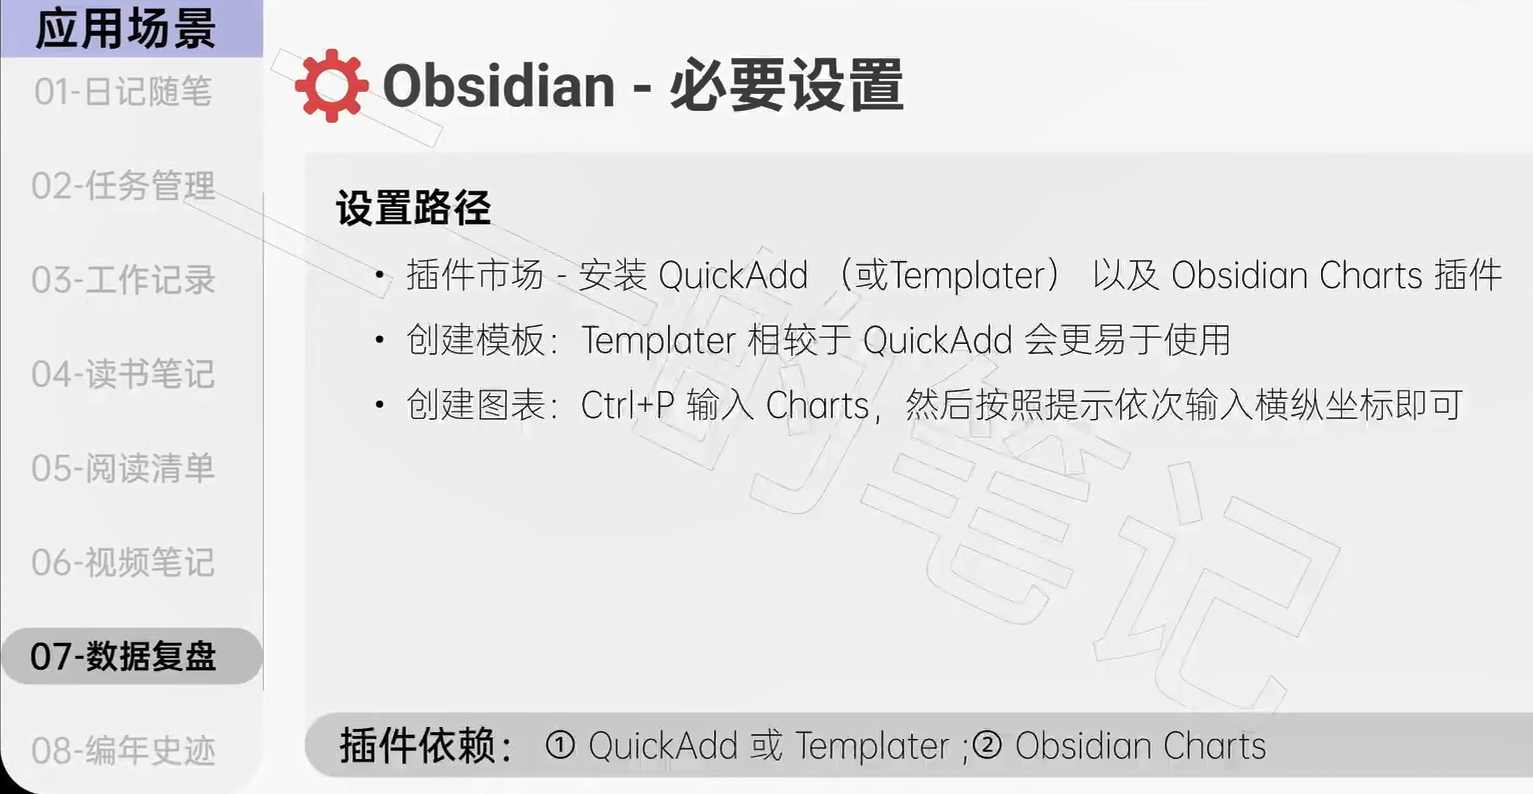 应用场景
01-日记随笔
02-任务管理
03-工作记录
04-读书笔记
05-阅读清单
06-视频笔记
07-数据复盘
08-编年史迹
Obsidian - 必要设置
设置路径
• 插件市场 - 安装 QuickAdd （或Templater） 以及 Obsidian Charts 插件
• 创建模板：Templater 相较于 QuickAdd 会更易于使用
• 创建图表：Ctrl+P 输入 Charts，然后按照提示依次输入横纵坐标即可
的笔记
插件依赖：① QuickAdd 或 Templater ;② Obsidian Charts